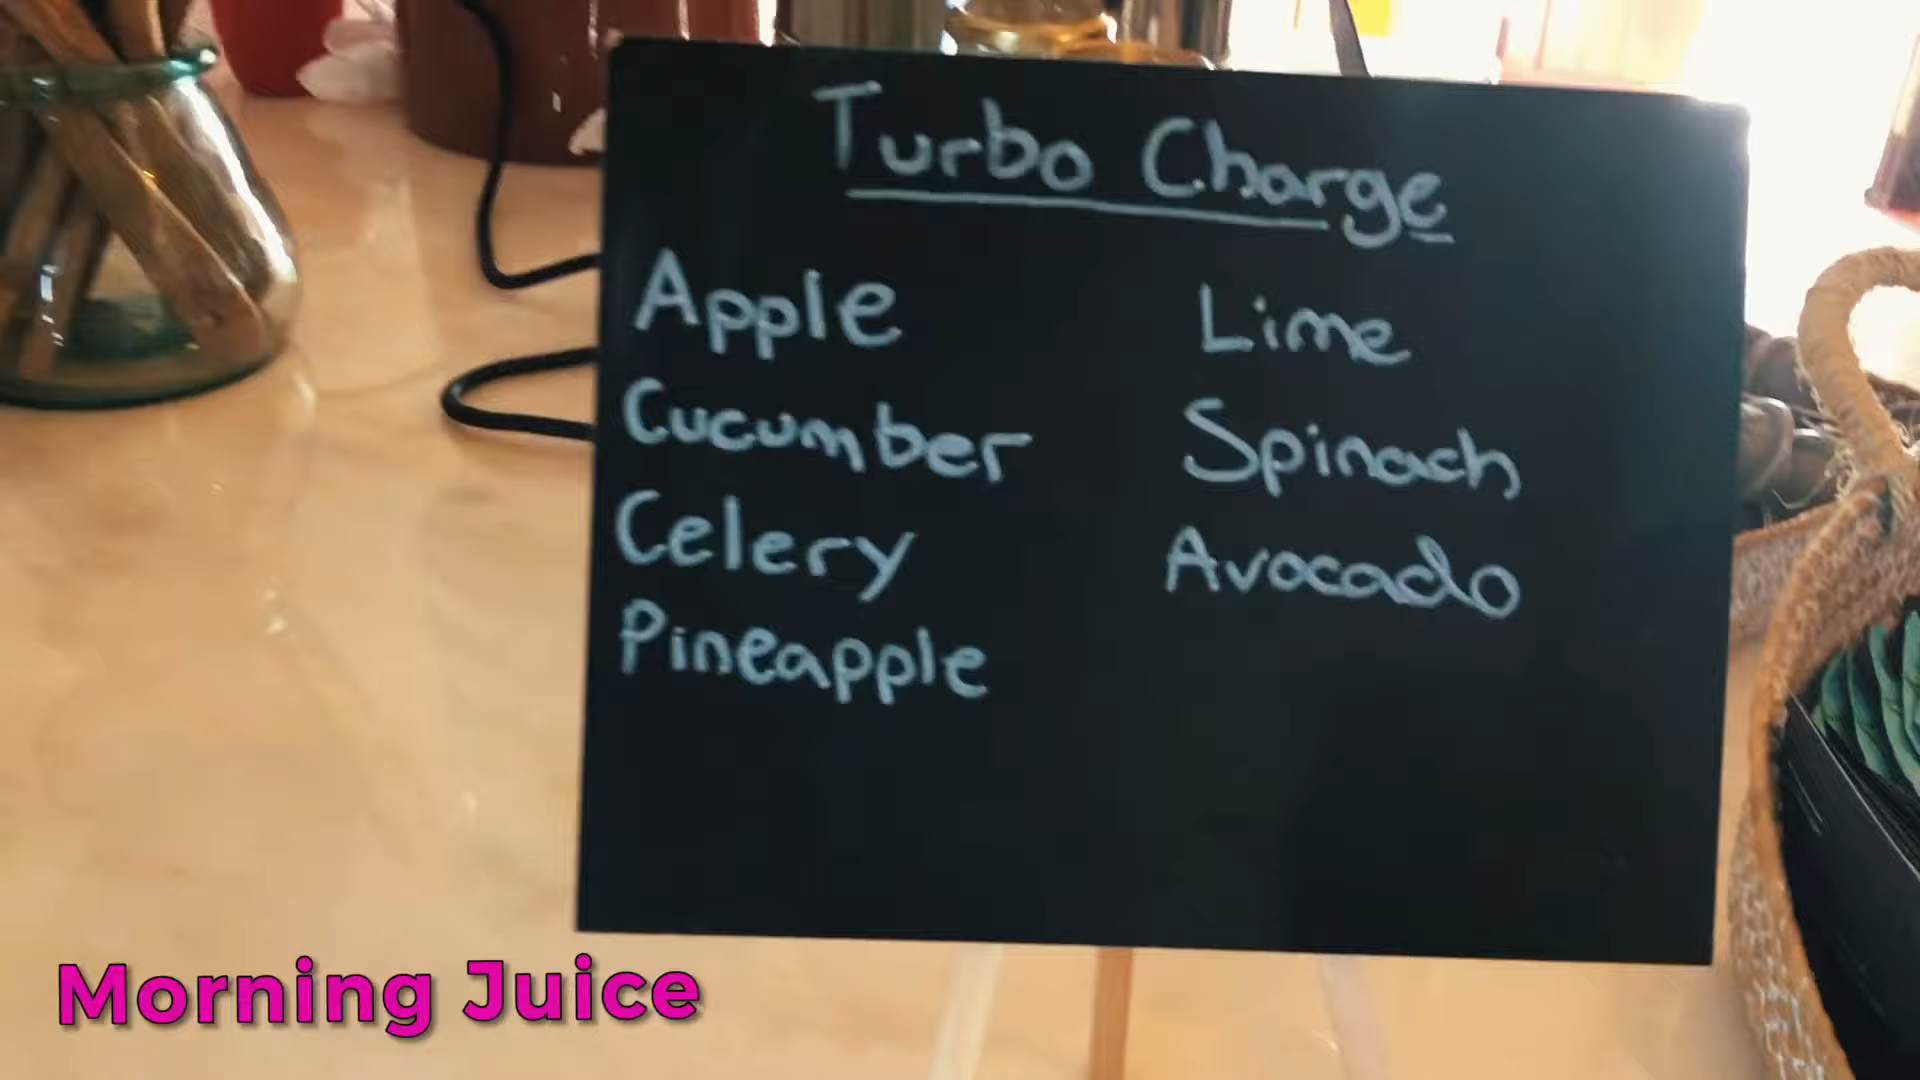 Turbo Charge
Apple
Cucumber
Celery
Pineapple
Lime
Spinach
Avocado
Morning Juice